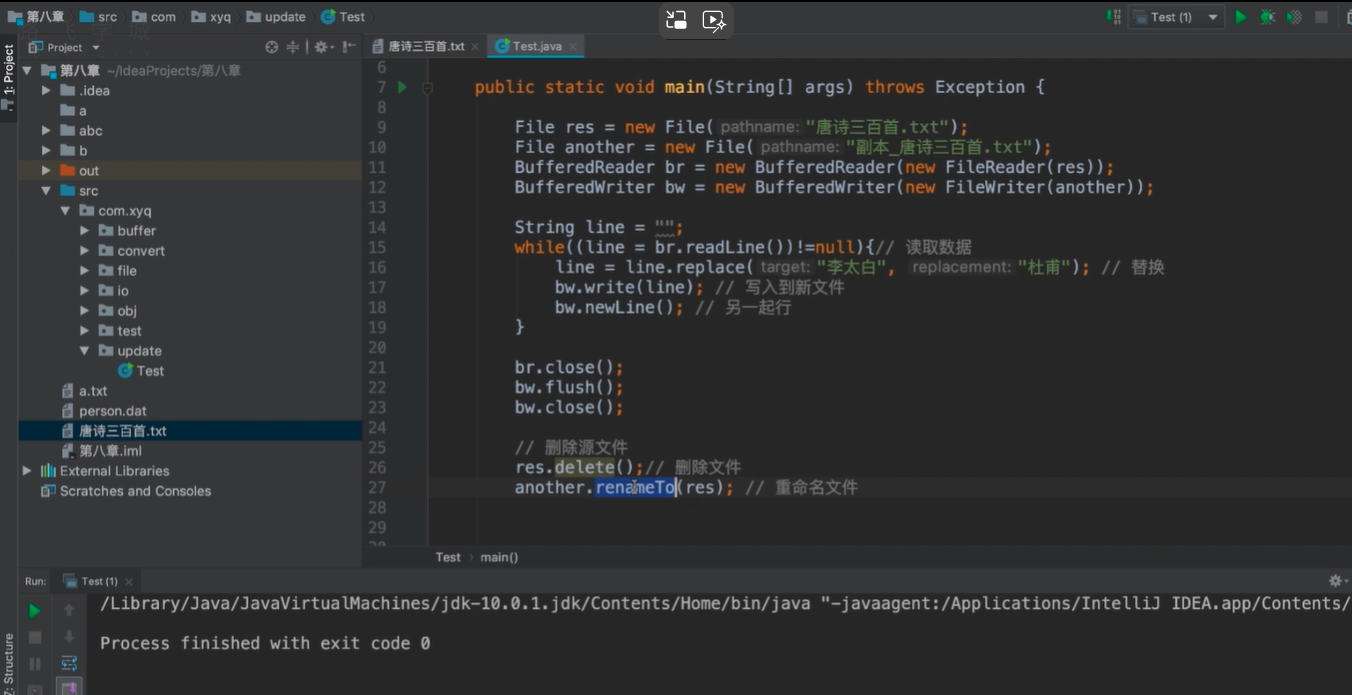 第八章 src com xyq update Test
Test (1)
Project
唐诗三百首.txt
Test.java
1: Project
第八章 ~/IdeaProjects/第八章
.idea
a
abc
b
out
src
com.xyq
buffer
convert
file
io
obj
test
update
Test
a.txt
person.dat
唐诗三百首.txt
第八章.iml
External Libraries
Scratches and Consoles
6
7 public static void main(String[] args) throws Exception {
8
9 File res = new File( pathname: "唐诗三百首.txt");
10 File another = new File( pathname: "副本_唐诗三百首.txt");
11 BufferedReader br = new BufferedReader(new FileReader(res));
12 BufferedWriter bw = new BufferedWriter(new FileWriter(another));
13
14 String line = "";
15 while((line = br.readLine())!=null){// 读取数据
16 line = line.replace( target: "李太白", replacement: "杜甫"); // 替换
17 bw.write(line); // 写入到新文件
18 bw.newLine(); // 另一起行
19 }
20
21 br.close();
22 bw.flush();
23 bw.close();
24
25 // 删除源文件
26 res.delete();// 删除文件
27 another.renameTo(res); // 重命名文件
28
29
Test › main()
Run: Test (1)
/Library/Java/JavaVirtualMachines/jdk-10.0.1.jdk/Contents/Home/bin/java "-javaagent:/Applications/IntelliJ IDEA.app/Contents/
Process finished with exit code 0
7: Structure